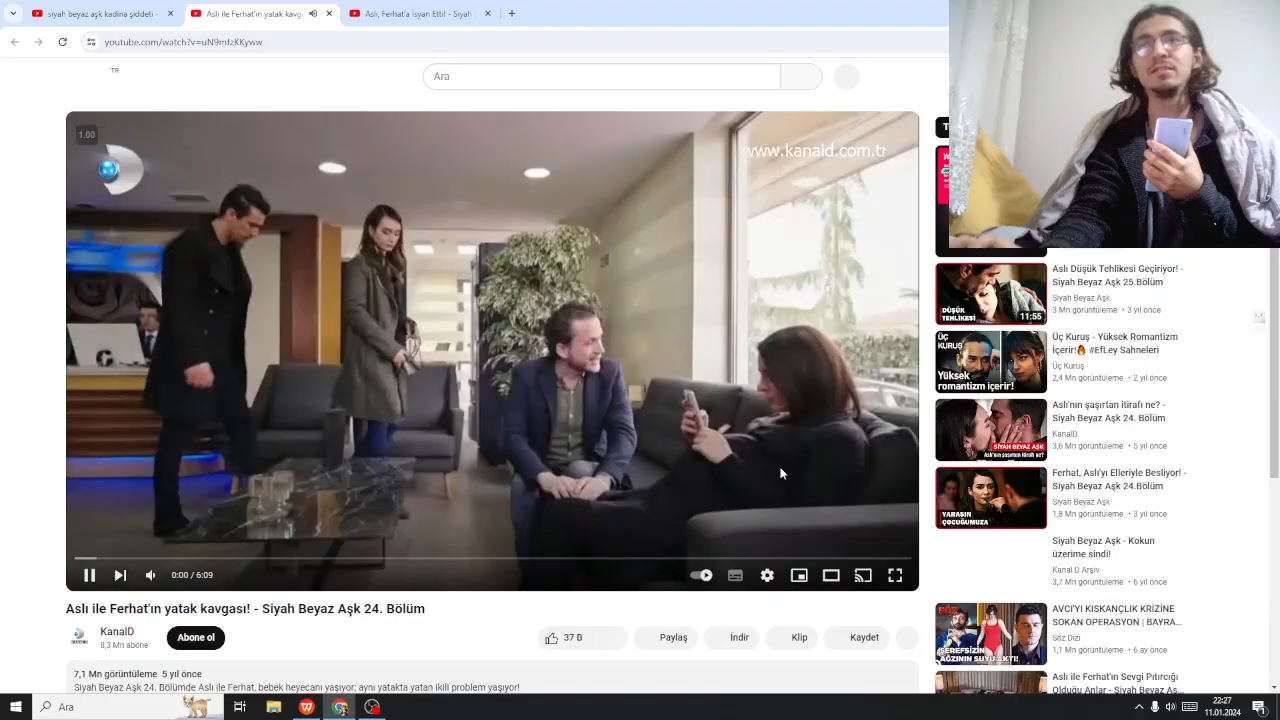 siyah beyaz aşk 24. bölüm - Yo
Aslı ile Ferhat'ın yatak kavg
Aslı, Ferhat'a İsyan Etti! - Siyah
youtube.com/watch?v=uN9mfzKKyww
TR
Ara
1.00
www.kanald.com.tr
Aslı Düşük Tehlikesi Geçiriyor! -
Siyah Beyaz Aşk 25.Bölüm
Siyah Beyaz Aşk
3 Mn görüntüleme • 3 yıl önce
DÜŞÜK
TEHLİKESİ
11:55
Üç Kuruş - Yüksek Romantizm
İçerir!🔥 #EfLey Sahneleri
Üç Kuruş
2,4 Mn görüntüleme • 2 yıl önce
ÜÇ
KURUŞ
Yüksek
romantizm içerir!
Aslı'nın şaşırtan itirafı ne? -
Siyah Beyaz Aşk 24. Bölüm
KanalD
3,6 Mn görüntüleme • 5 yıl önce
SİYAH BEYAZ AŞK
Aslı'nın şaşırtan itirafı ne?
Ferhat, Aslı'yı Elleriyle Besliyor! -
Siyah Beyaz Aşk 24.Bölüm
Siyah Beyaz Aşk
1,8 Mn görüntüleme • 3 yıl önce
YARASIN
ÇOCUĞUMUZA
Siyah Beyaz Aşk - Kokun
üzerime sindi!
Kanal D Arşiv
3,7 Mn görüntüleme • 6 yıl önce
AVCI'YI KISKANÇLIK KRİZİNE
SOKAN OPERASYON | BAYRA...
Söz Dizi
1,1 Mn görüntüleme • 6 ay önce
SÖZ
ŞEREFSİZİN
AĞZININ SUYU AKTI!
Aslı ile Ferhat'ın Sevgi Pıtırcığı
Olduğu Anlar - Siyah Beyaz Aş...
0:00 / 6:09
Aslı ile Ferhat'ın yatak kavgası! - Siyah Beyaz Aşk 24. Bölüm
KanalD
8,3 Mn abone
Abone ol
37 B
Paylaş
İndir
Klip
Kaydet
7,1 Mn görüntüleme 5 yıl önce
Siyah Beyaz Aşk 24. Bölümde Aslı ile Ferhat, bebek heyecanı yaşıyor; aynı yatakta yatma problemi yaşıyor!
Ara
22:27
11.01.2024